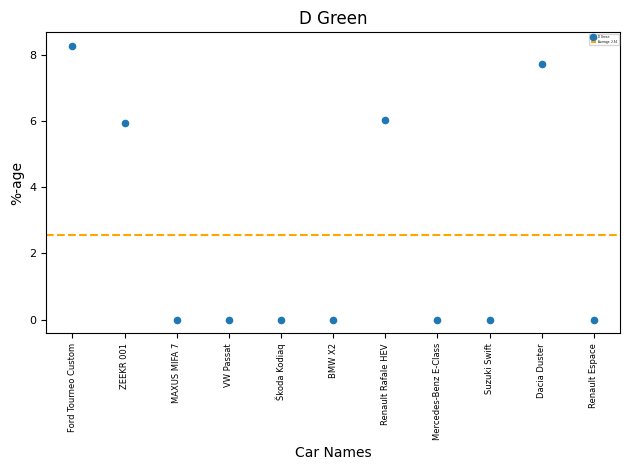 D Green
%-age
8
6
4
2
0
D Green
Ford Tourneo Custom
ZEEKR 001
MAXUS MIFA 7
VW Passat
Škoda Kodiaq
BMW X2
Renault Rafale HEV
Mercedes-Benz E-Class
Suzuki Swift
Dacia Duster
Renault Espace
Car Names